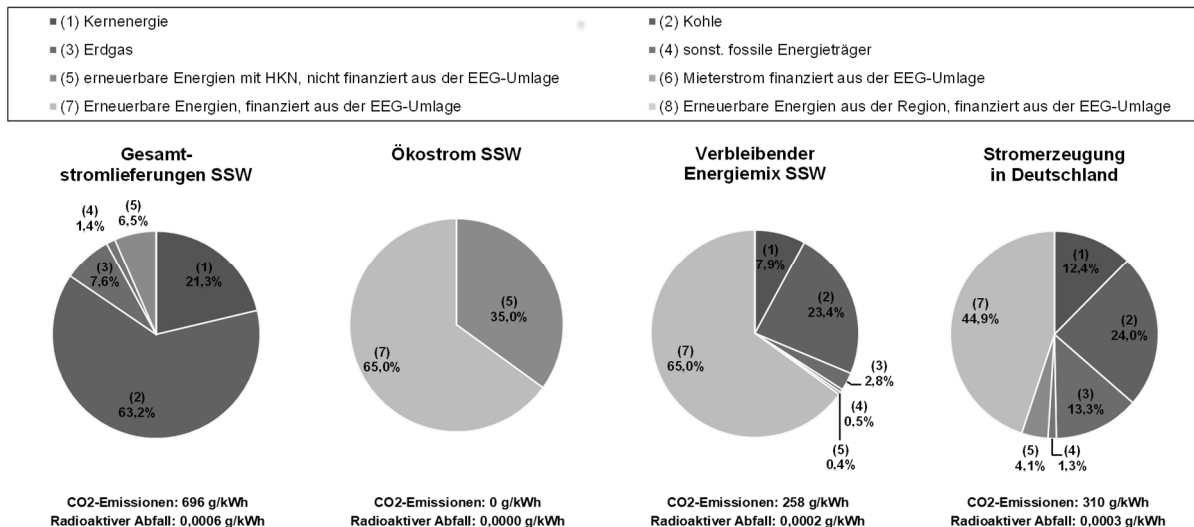 (1) Kernenergie
(2) Kohle
(3) Erdgas
(4) sonst. fossile Energieträger
(5) erneuerbare Energien mit HKN, nicht finanziert aus der EEG-Umlage
(6) Mieterstrom finanziert aus der EEG-Umlage
(7) Erneuerbare Energien, finanziert aus der EEG-Umlage
(8) Erneuerbare Energien aus der Region, finanziert aus der EEG-Umlage
Gesamt-
stromlieferungen SSW
(4)
1,4%
(5)
6,5%
(3)
7,6%
(1)
21,3%
(2)
63,2%
CO2-Emissionen: 696 g/kWh
Radioaktiver Abfall: 0,0006 g/kWh
Ökostrom SSW
(5)
35,0%
(7)
65,0%
CO2-Emissionen: 0 g/kWh
Radioaktiver Abfall: 0,0000 g/kWh
Verbleibender
Energiemix SSW
(1)
7,9%
(2)
23,4%
(7)
65,0%
(3)
2,8%
(4)
0,5%
(5)
0,4%
CO2-Emissionen: 258 g/kWh
Radioaktiver Abfall: 0,0002 g/kWh
Stromerzeugung
in Deutschland
(1)
12,4%
(7)
44,9%
(2)
24,0%
(3)
13,3%
(5)
4,1%
(4)
1,3%
CO2-Emissionen: 310 g/kWh
Radioaktiver Abfall: 0,0003 g/kWh